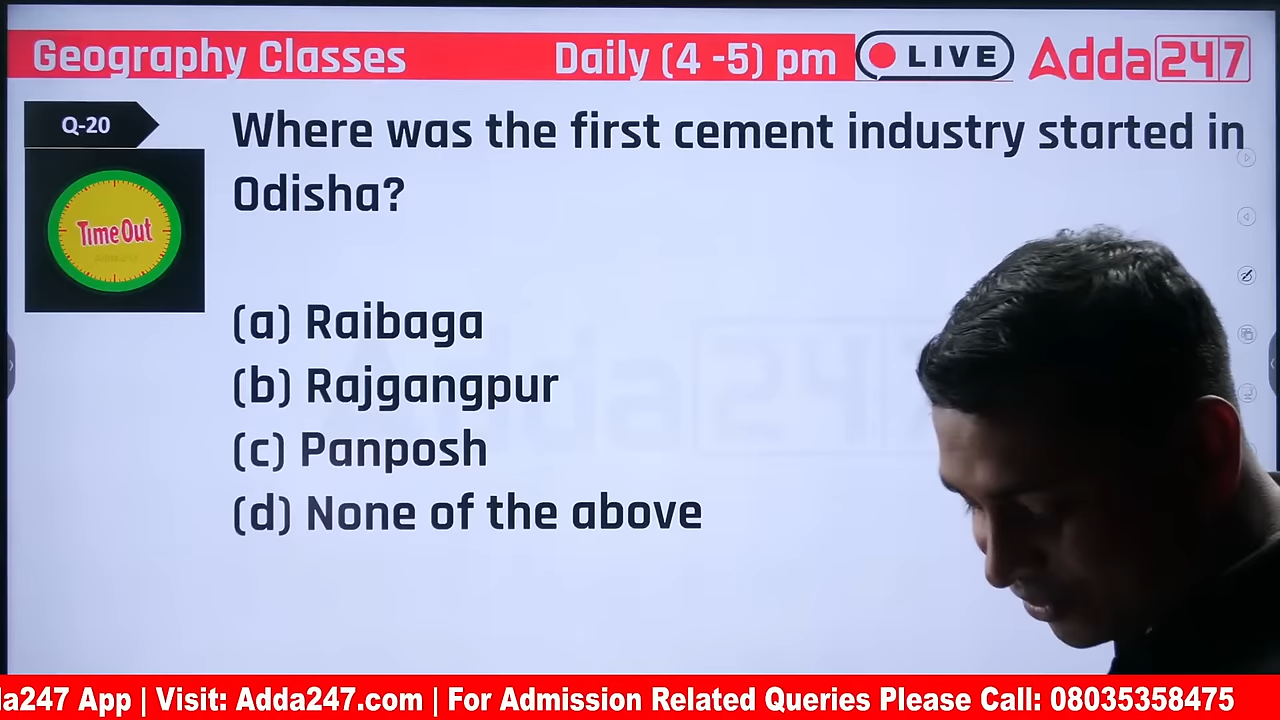 Geography Classes Daily (4 -5) pm LIVE Adda247
Q-20
Time Out
Where was the first cement industry started in
Odisha?
(a) Raibaga
(b) Rajgangpur
(c) Panposh
(d) None of the above
da247 App | Visit: Adda247.com | For Admission Related Queries Please Call: 08035358475